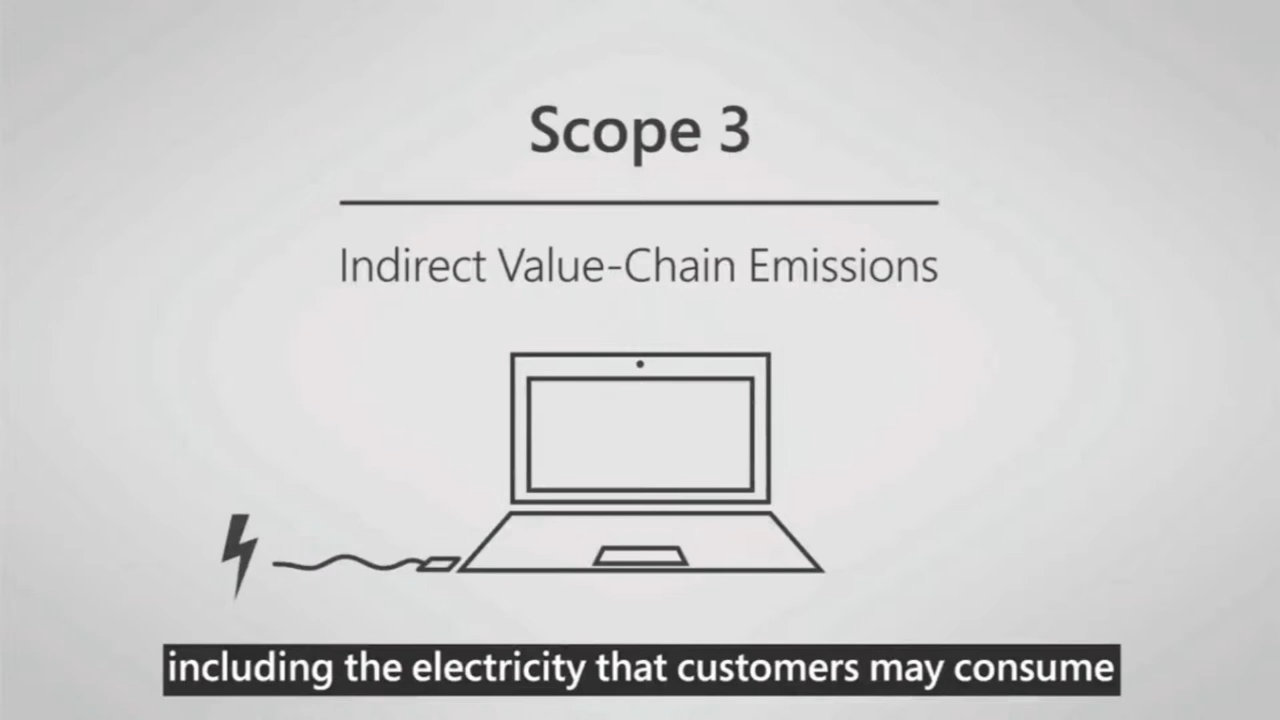 Scope 3
Indirect Value-Chain Emissions
including the electricity that customers may consume